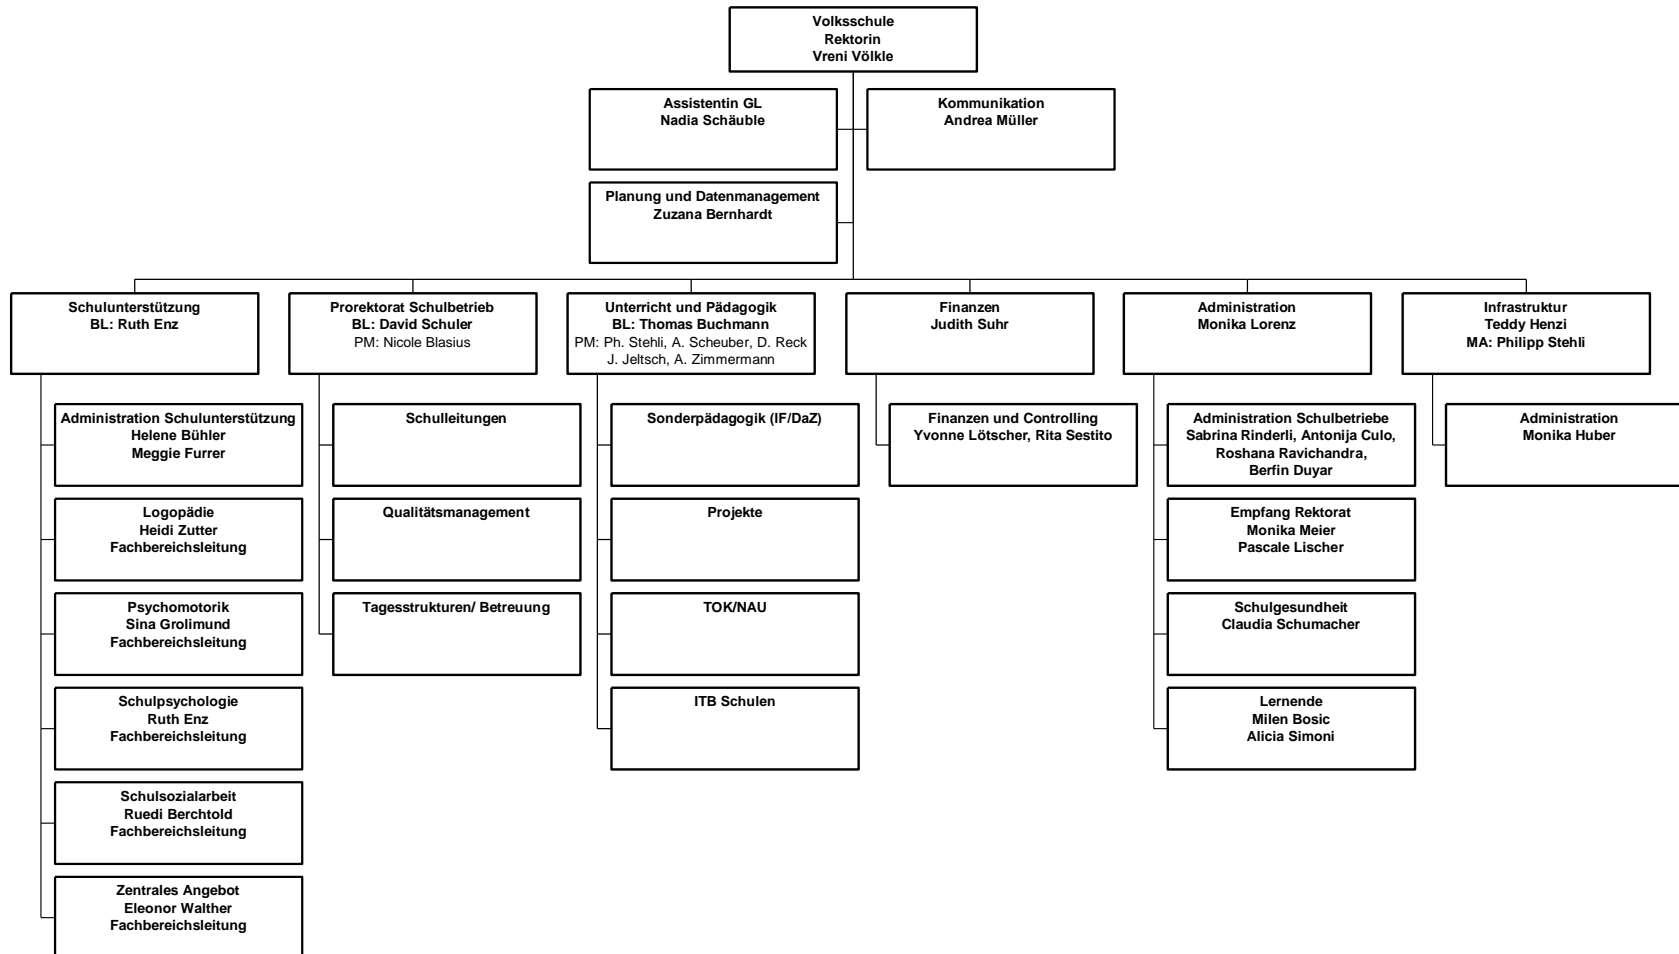 Volksschule
Rektorin
Vreni Völkle
Assistentin GL
Nadia Schäuble
Kommunikation
Andrea Müller
Planung und Datenmanagement
Zuzana Bernhardt
Schulunterstützung
BL: Ruth Enz
Prorektorat Schulbetrieb
BL: David Schuler
PM: Nicole Blasius
Unterricht und Pädagogik
BL: Thomas Buchmann
PM: Ph. Stehli, A. Scheuber, D. Reck
J. Jeltsch, A. Zimmermann
Finanzen
Judith Suhr
Administration
Monika Lorenz
Infrastruktur
Teddy Henzi
MA: Philipp Stehli
Administration Schulunterstützung
Helene Bühler
Meggie Furrer
Logopädie
Heidi Zutter
Fachbereichsleitung
Psychomotorik
Sina Grolimund
Fachbereichsleitung
Schulpsychologie
Ruth Enz
Fachbereichsleitung
Schulsozialarbeit
Ruedi Berchtold
Fachbereichsleitung
Zentrales Angebot
Eleonor Walther
Fachbereichsleitung
Schulleitungen
Qualitätsmanagement
Tagesstrukturen/ Betreuung
Sonderpädagogik (IF/DaZ)
Projekte
TOK/NAU
ITB Schulen
Finanzen und Controlling
Yvonne Lötscher, Rita Sestito
Administration Schulbetriebe
Sabrina Rinderli, Antonija Culo,
Roshana Ravichandra,
Berfin Duyar
Empfang Rektorat
Monika Meier
Pascale Lischer
Schulgesundheit
Claudia Schumacher
Lernende
Milen Bosic
Alicia Simoni
Administration
Monika Huber